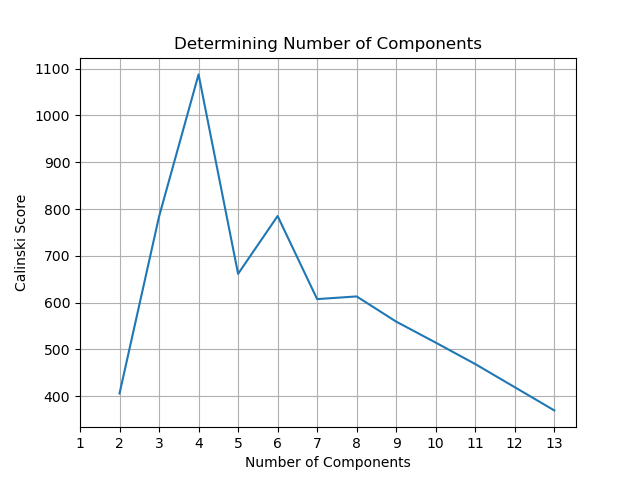 Determining Number of Components
Calinski Score
1100
1000
900
800
700
600
500
400
1 2 3 4 5 6 7 8 9 10 11 12 13
Number of Components